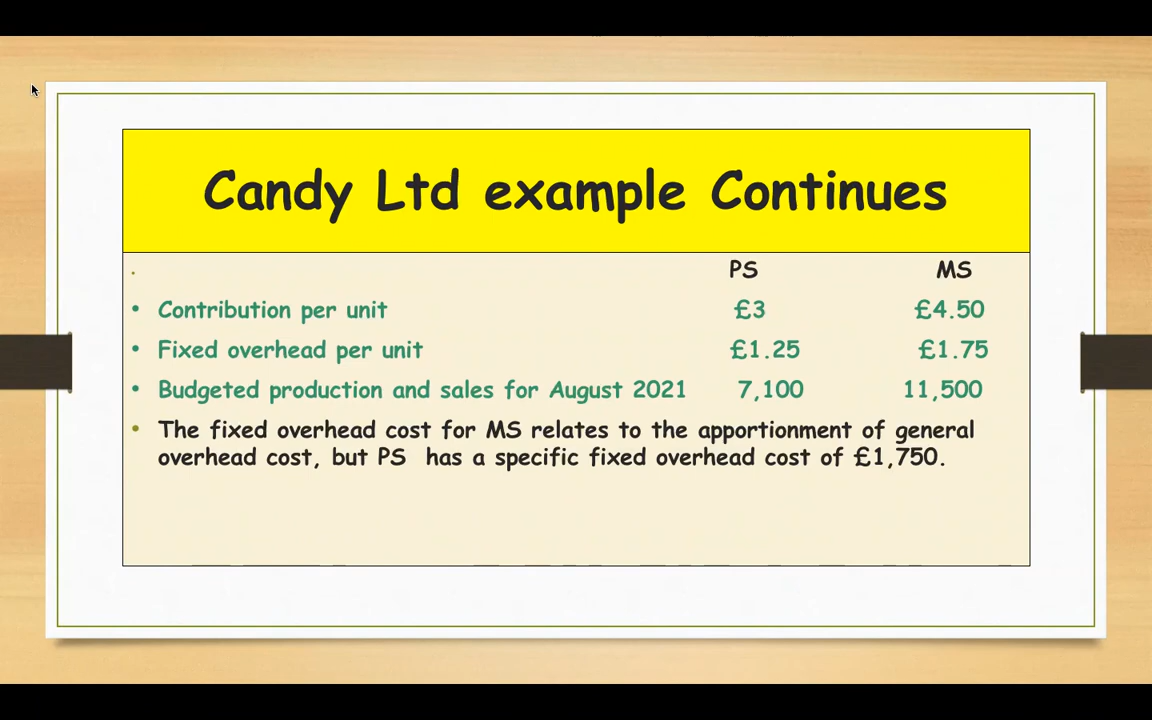 Candy Ltd example Continues
PS MS
• Contribution per unit £3 £4.50
• Fixed overhead per unit £1.25 £1.75
• Budgeted production and sales for August 2021 7,100 11,500
• The fixed overhead cost for MS relates to the apportionment of general
overhead cost, but PS has a specific fixed overhead cost of £1,750.